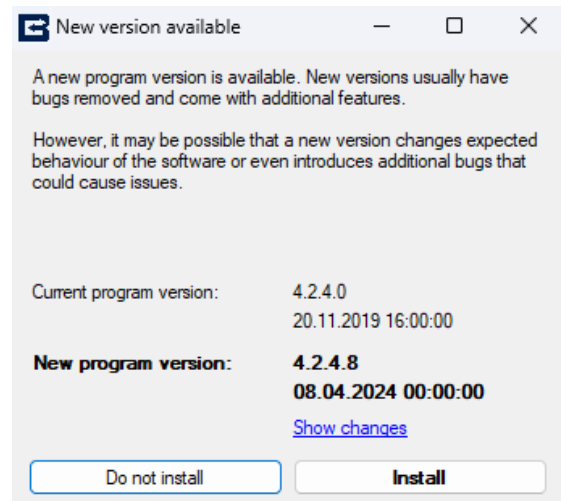 New version available
A new program version is available. New versions usually have
bugs removed and come with additional features.
However, it may be possible that a new version changes expected
behaviour of the software or even introduces additional bugs that
could cause issues.
Current program version:
4.2.4.0
20.11.2019 16:00:00
New program version:
4.2.4.8
08.04.2024 00:00:00
Show changes
Do not install
Install